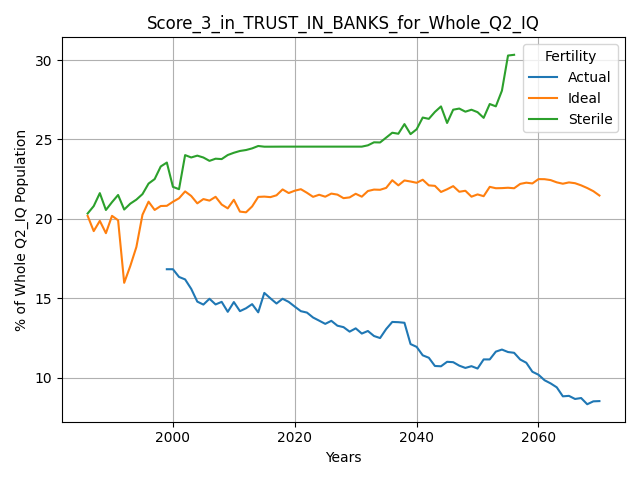 Score_3_in_TRUST_IN_BANKS_for_Whole_Q2_IQ
% of Whole Q2_IQ Population
30
25
20
15
10
Fertility
Actual
Ideal
Sterile
2000 2020 2040 2060
Years